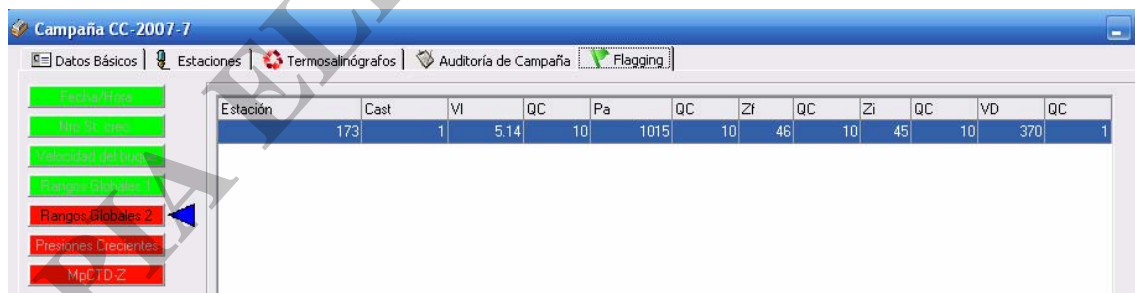 Campaña CC-2007-7
Datos Básicos Estaciones Termosalinógrafos Auditoría de Campaña Flagging
Fecha/Hora
Nro St. crec.
Velocidad del buque
Rangos Globales 1
Rangos Globales 2
Presiones Crecientes
MpCTD-Z
Estación Cast VI QC Pa QC Zf QC Zi QC VD QC
173 1 5.14 10 1015 10 46 10 45 10 370 1
PIA EL